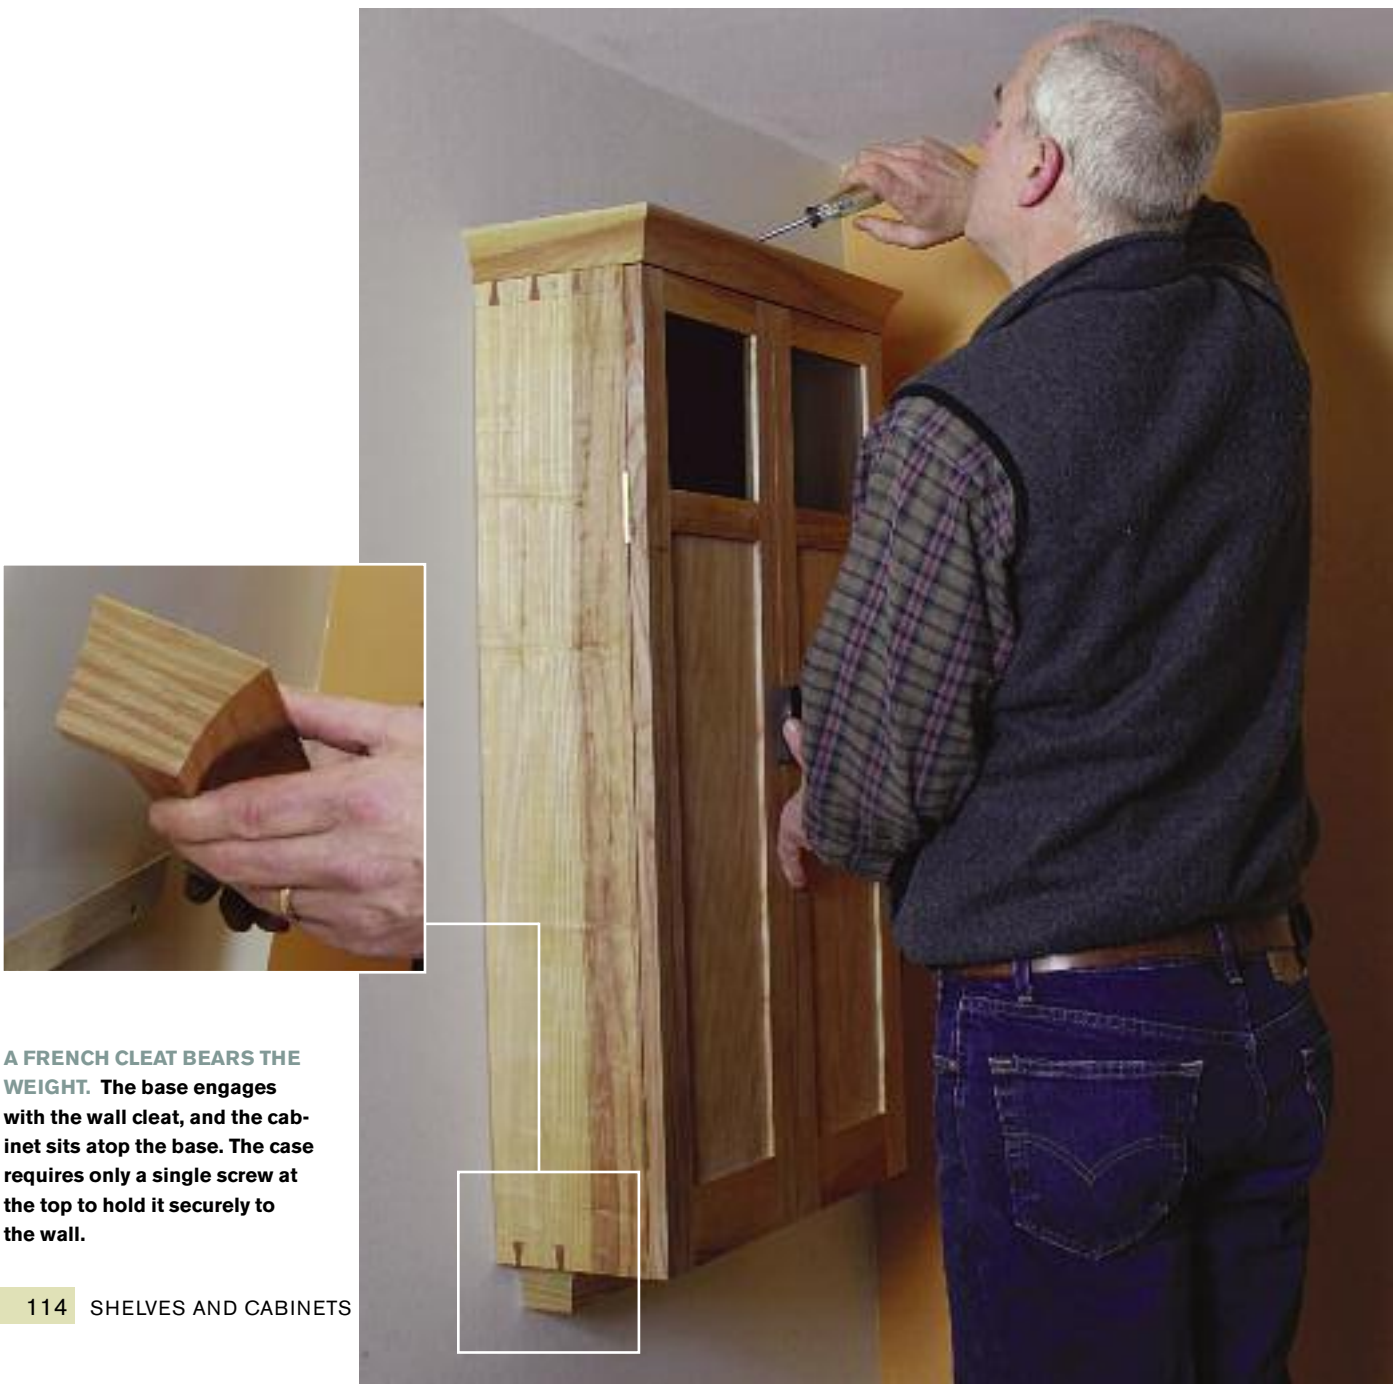 A FRENCH CLEAT BEARS THE
WEIGHT. The base engages
with the wall cleat, and the cab-
inet sits atop the base. The case
requires only a single screw at
the top to hold it securely to
the wall.
114 SHELVES AND CABINETS